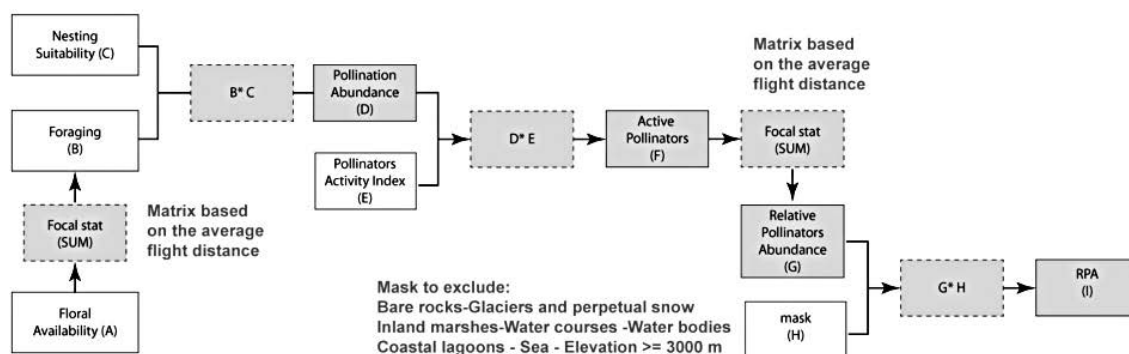 Nesting
Suitability (C)
Foraging
(B)
Focal stat
(SUM)
Floral
Availability (A)
Matrix based
on the average
flight distance
B* C
Pollination
Abundance
(D)
Pollinators
Activity Index
(E)
D* E
Active
Pollinators
(F)
Matrix based
on the average
flight distance
Focal stat
(SUM)
Relative
Pollinators
Abundance
(G)
mask
(H)
Mask to exclude:
Bare rocks-Glaciers and perpetual snow
Inland marshes-Water courses -Water bodies
Coastal lagoons - Sea - Elevation >= 3000 m
G* H
RPA
(I)